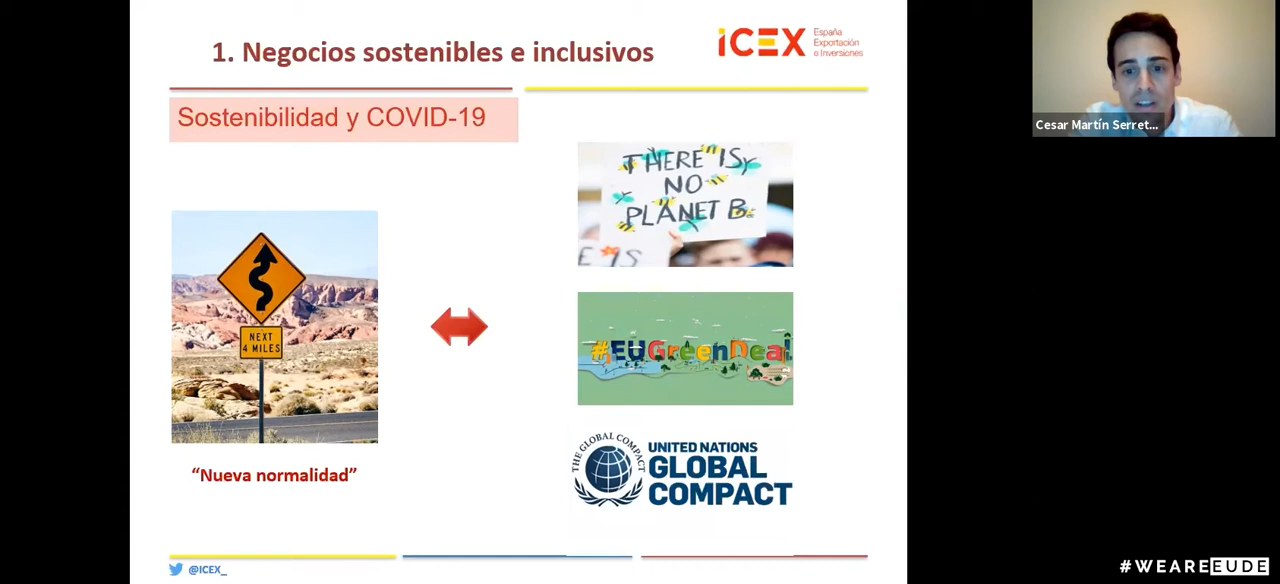 1. Negocios sostenibles e inclusivos
ICEX
España
Exportación
e Inversiones
Cesar Martín Serret...
Sostenibilidad y COVID-19
THERE IS
NO
PLANET B.
NEXT
4 MILES
#EUGreenDeal
THE GLOBAL COMPACT
UNITED NATIONS
GLOBAL
COMPACT
“Nueva normalidad”
@ICEX_
#WEAREEUDE